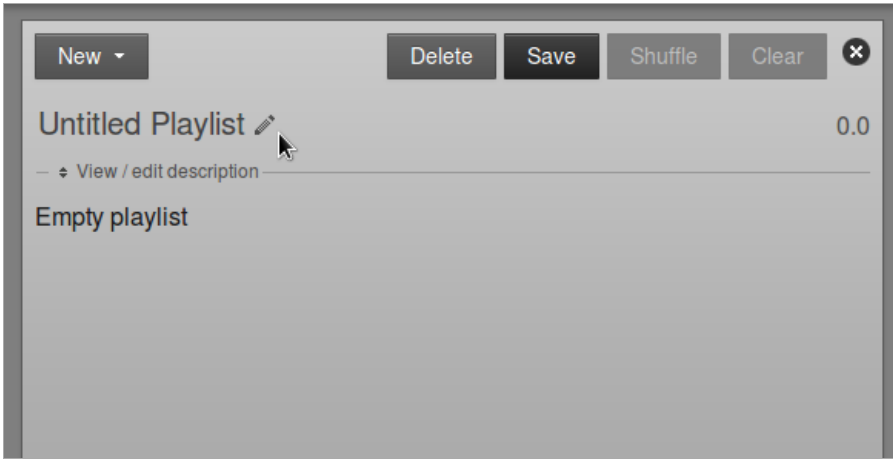 New Delete Save Shuffle Clear
Untitled Playlist 0.0
View / edit description
Empty playlist